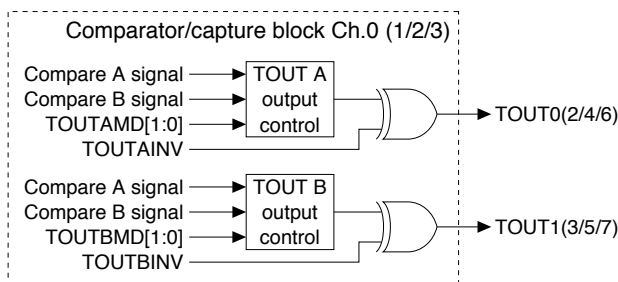 Comparator/capture block Ch.0 (1/2/3)
Compare A signal
Compare B signal
TOUTAMD[1:0]
TOUTAINV
TOUT A
output
control
TOUT0(2/4/6)
Compare A signal
Compare B signal
TOUTBMD[1:0]
TOUTBINV
TOUT B
output
control
TOUT1(3/5/7)